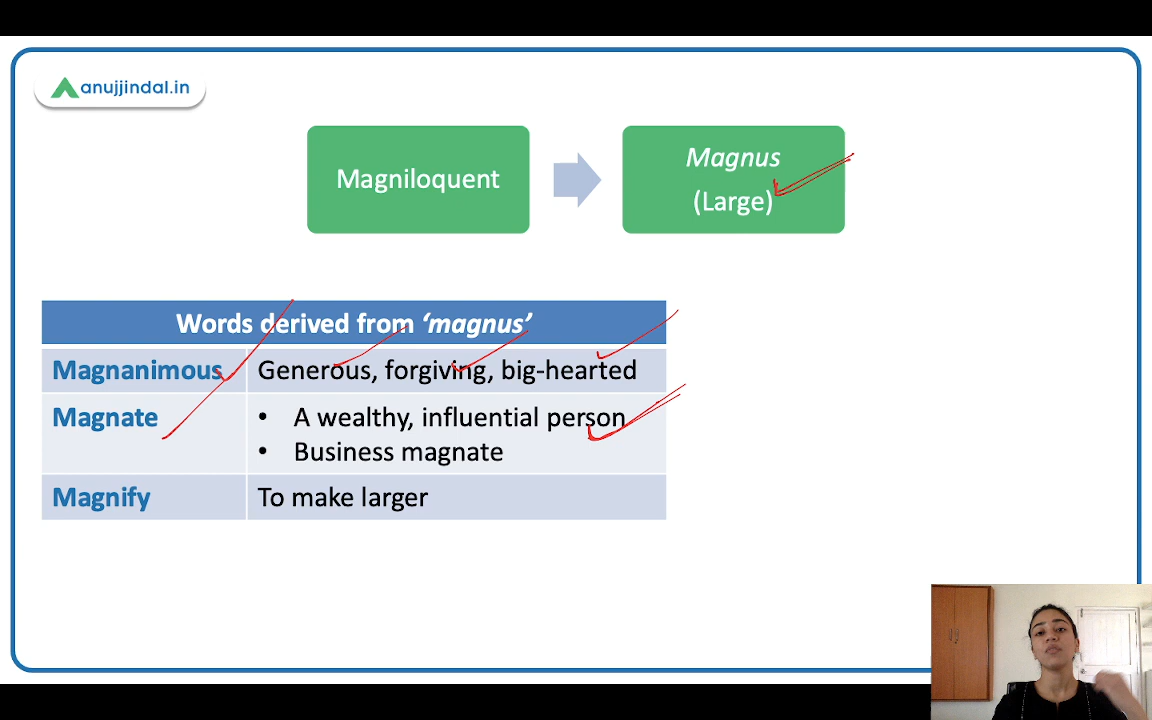 anujjindal.in
Magniloquent
Magnus
(Large)
Words derived from ‘magnus’
Magnanimous
Generous, forgiving, big-hearted
Magnate
• A wealthy, influential person
• Business magnate
Magnify
To make larger